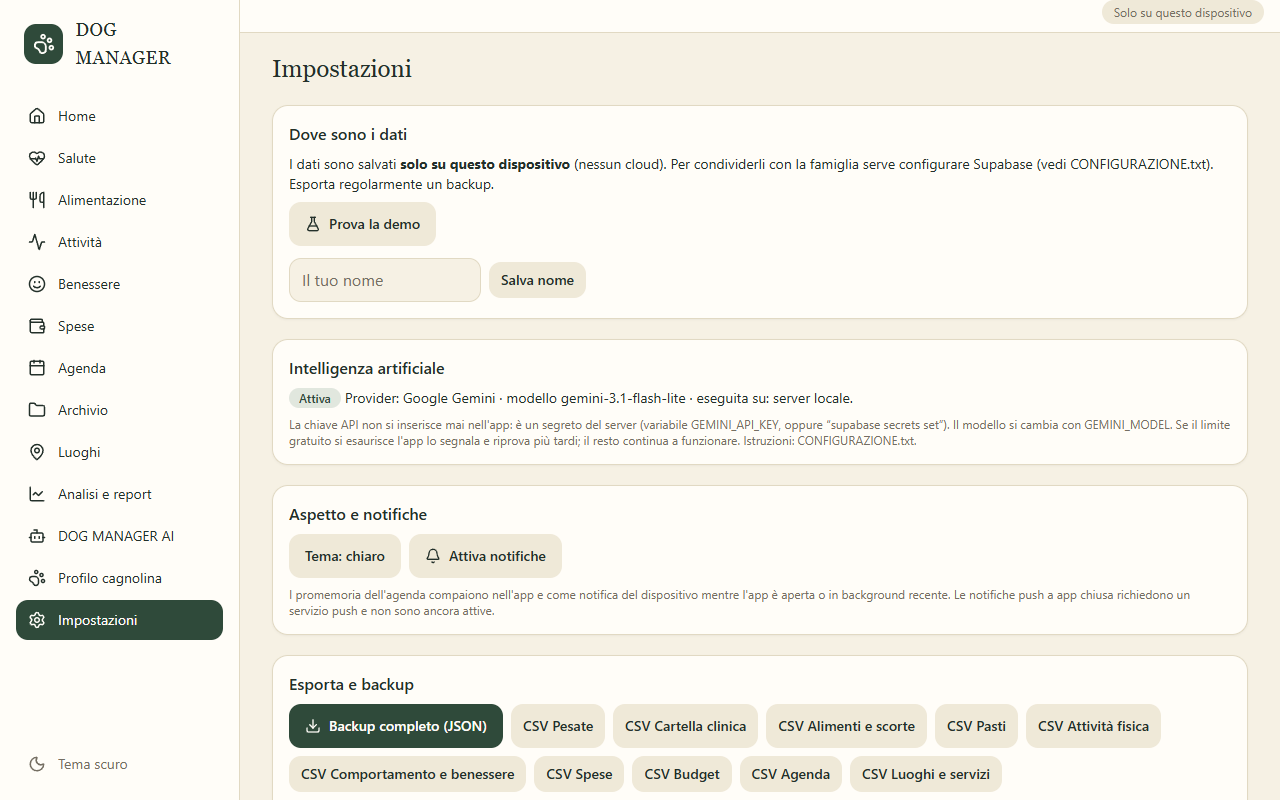 DOG
MANAGER
Solo su questo dispositivo
Home
Salute
Alimentazione
Attività
Benessere
Spese
Agenda
Archivio
Luoghi
Analisi e report
DOG MANAGER AI
Profilo cagnolina
Impostazioni
Tema scuro
Impostazioni
Dove sono i dati
I dati sono salvati solo su questo dispositivo (nessun cloud). Per condividerli con la famiglia serve configurare Supabase (vedi CONFIGURAZIONE.txt).
Esporta regolarmente un backup.
Prova la demo
Il tuo nome
Salva nome
Intelligenza artificiale
Attiva Provider: Google Gemini · modello gemini-3.1-flash-lite · eseguita su: server locale.
La chiave API non si inserisce mai nell'app: è un segreto del server (variabile GEMINI_API_KEY, oppure “supabase secrets set”). Il modello si cambia con GEMINI_MODEL. Se il limite
gratuito si esaurisce l'app lo segnala e riprova più tardi; il resto continua a funzionare. Istruzioni: CONFIGURAZIONE.txt.
Aspetto e notifiche
Tema: chiaro
Attiva notifiche
I promemoria dell'agenda compaiono nell'app e come notifica del dispositivo mentre l'app è aperta o in background recente. Le notifiche push a app chiusa richiedono un
servizio push e non sono ancora attive.
Esporta e backup
Backup completo (JSON) CSV Pesate CSV Cartella clinica CSV Alimenti e scorte CSV Pasti CSV Attività fisica
CSV Comportamento e benessere CSV Spese CSV Budget CSV Agenda CSV Luoghi e servizi